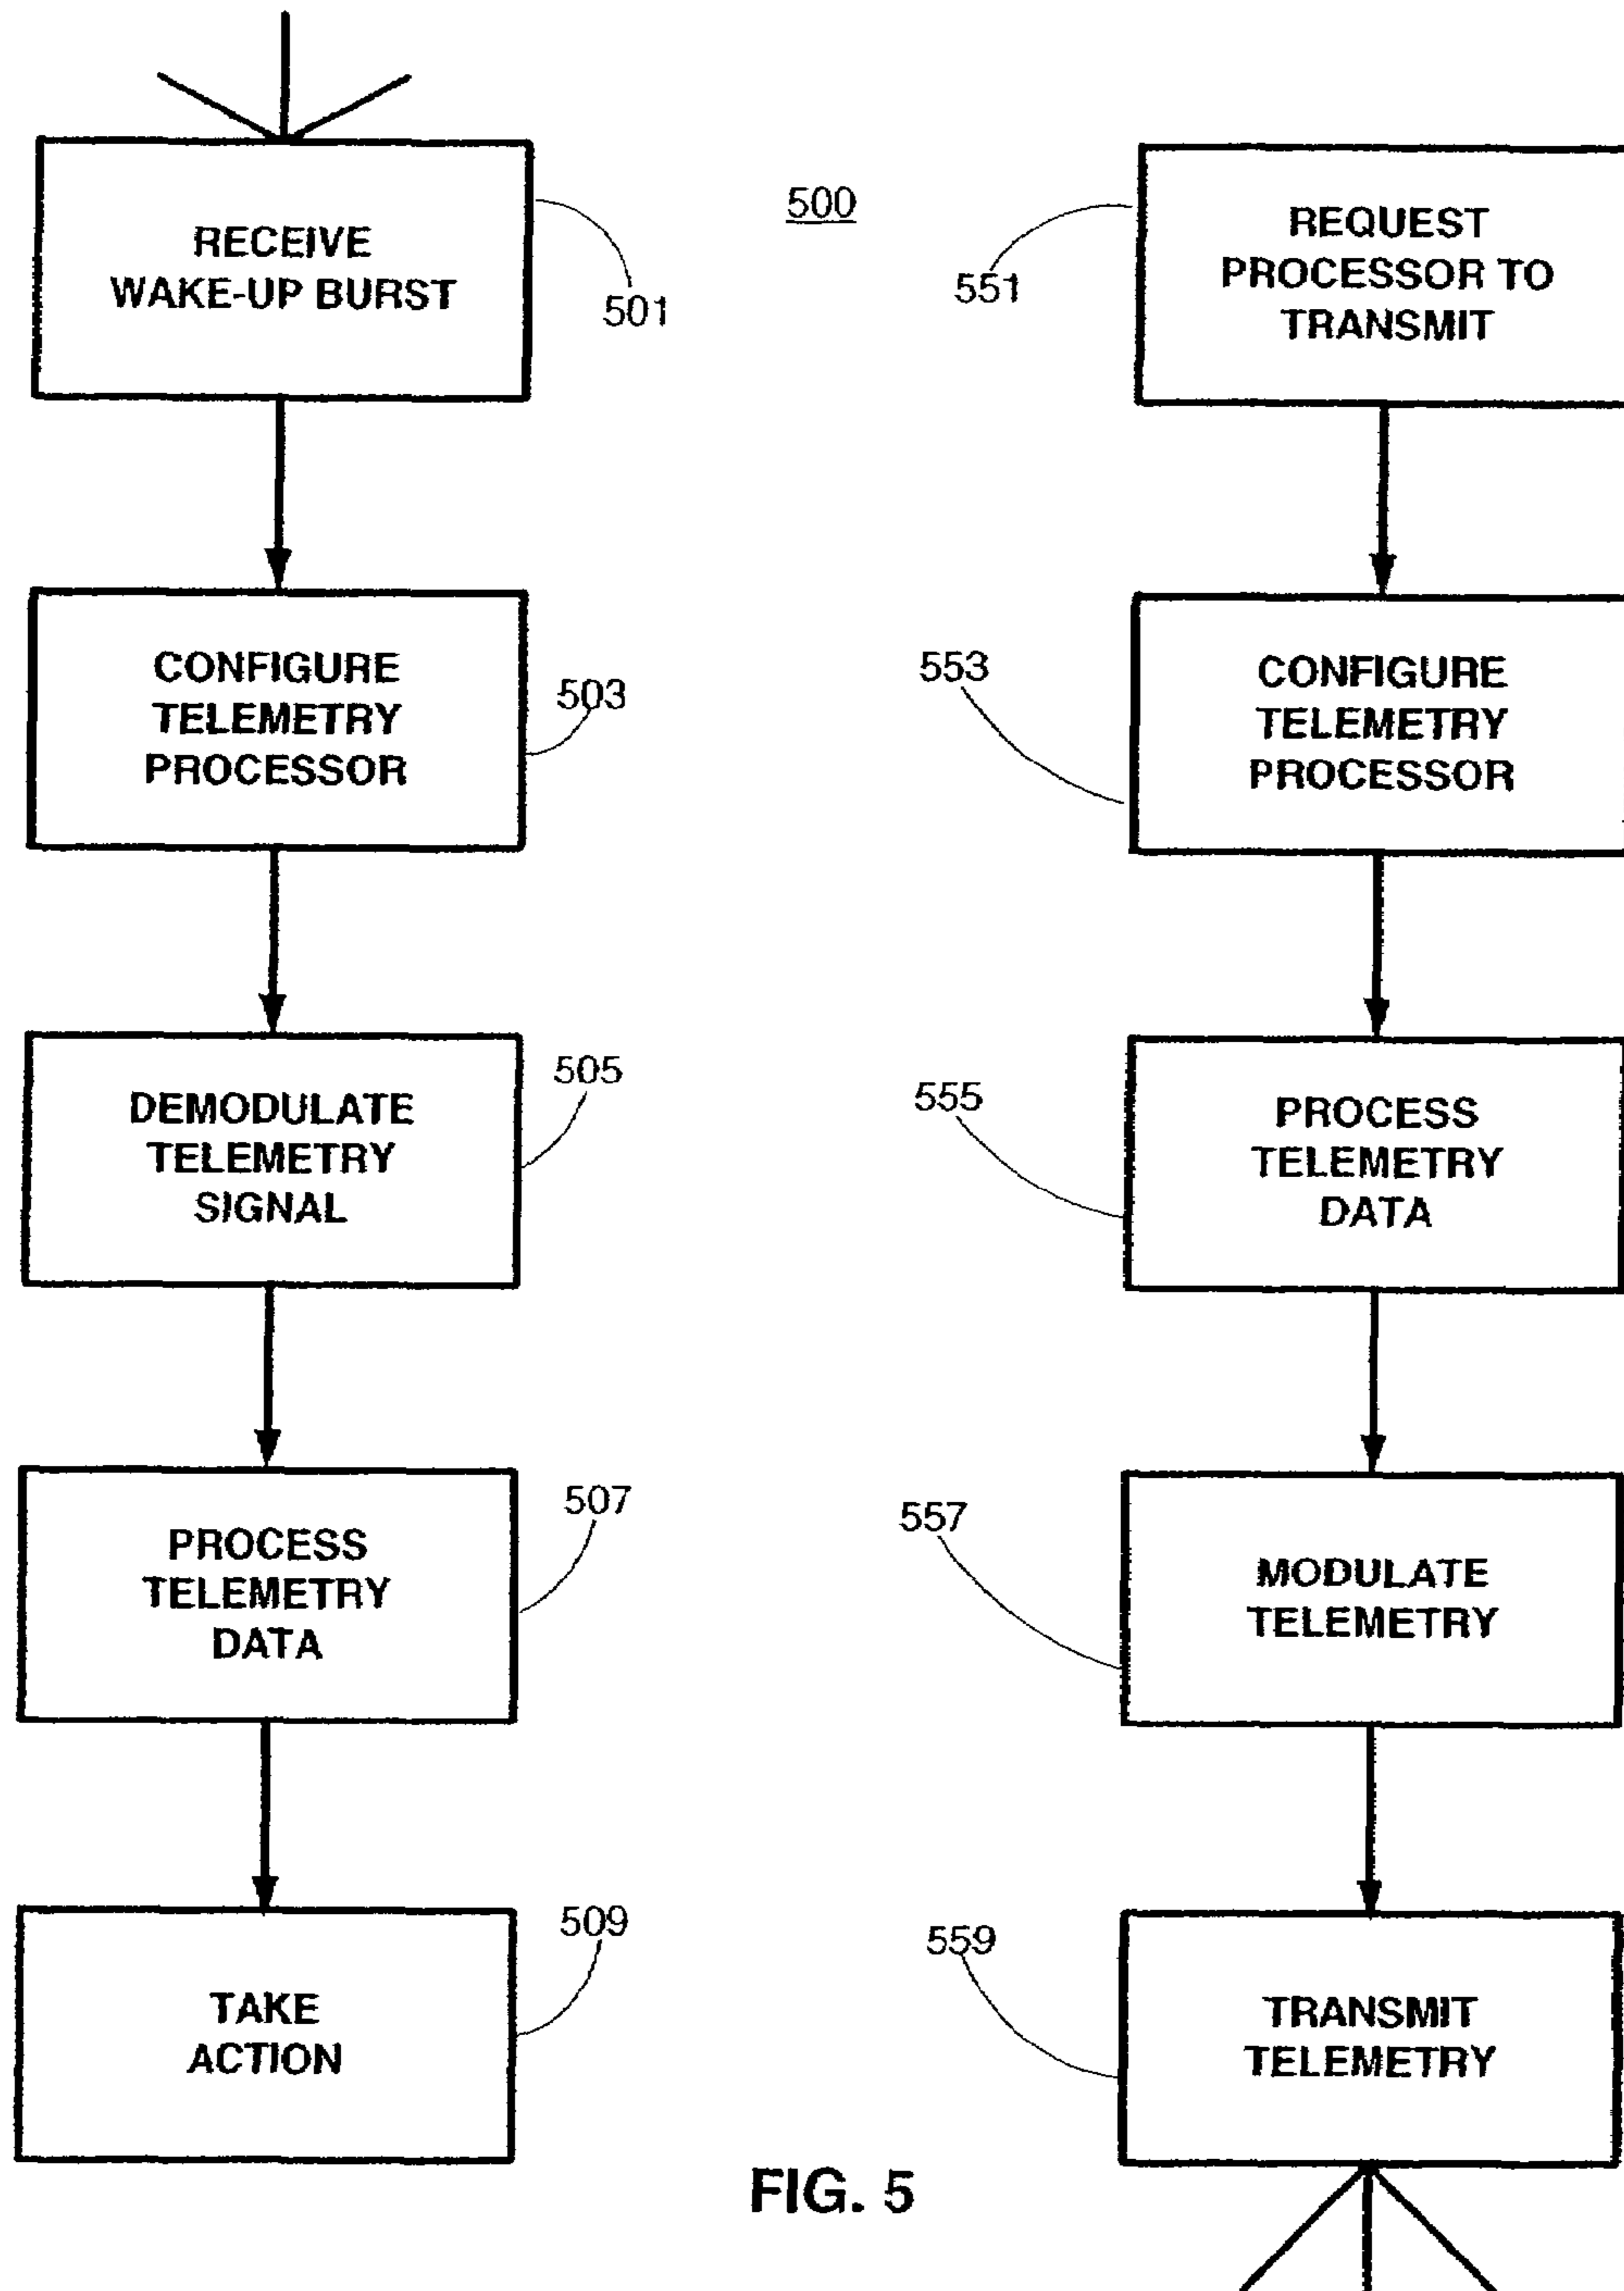 RECEIVE
WAKE-UP BURST
501
CONFIGURE
TELEMETRY
PROCESSOR
503
DEMODULATE
TELEMETRY
SIGNAL
505
PROCESS
TELEMETRY
DATA
507
TAKE
ACTION
509
500
REQUEST
PROCESSOR TO
TRANSMIT
551
CONFIGURE
TELEMETRY
PROCESSOR
553
PROCESS
TELEMETRY
DATA
555
MODULATE
TELEMETRY
557
TRANSMIT
TELEMETRY
559
FIG. 5